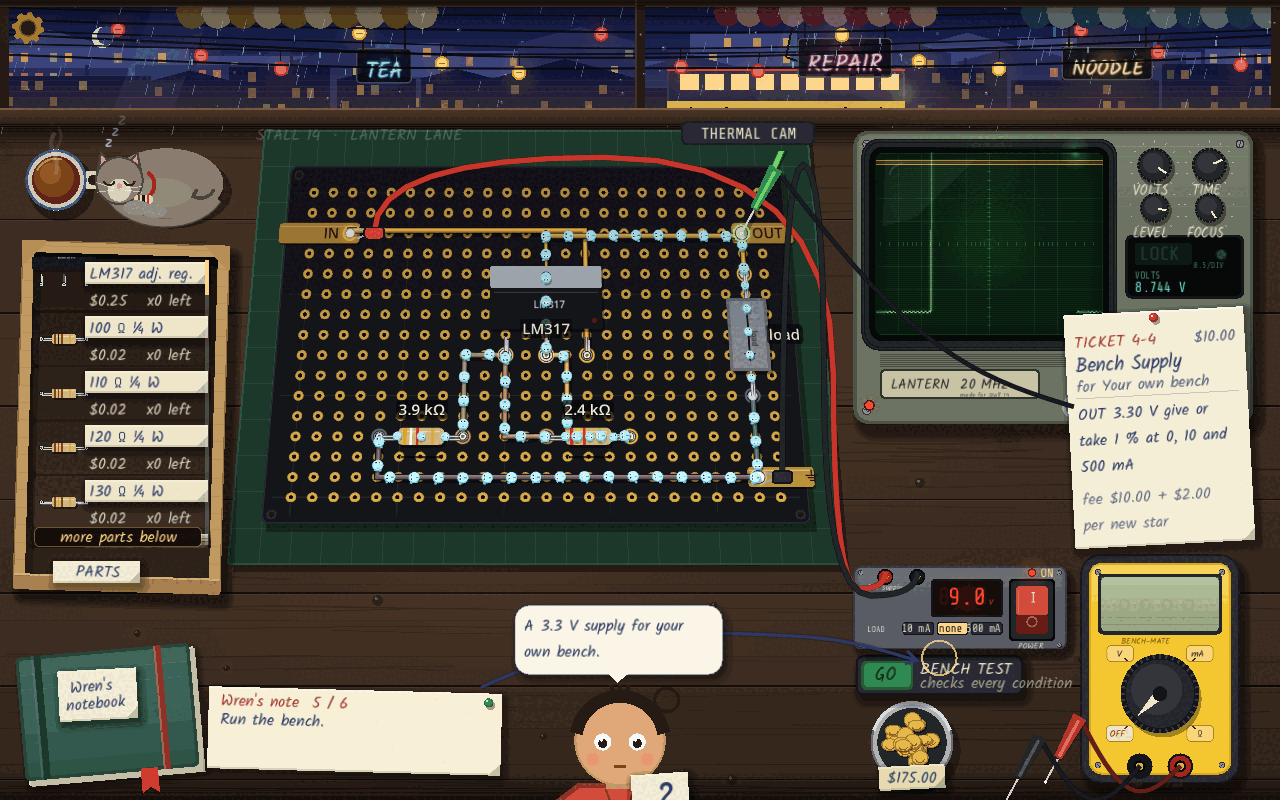 TEA
REPAIR
NOODLE
STALL 14 · LANTERN LANE
THERMAL CAM
z
z
z
IN
OUT
LM317
LM317
load
3.9 kΩ
2.4 kΩ
LM317 adj. reg.
$0.25 x0 left
100 Ω ¼ W
$0.02 x0 left
110 Ω ¼ W
$0.02 x0 left
120 Ω ¼ W
$0.02 x0 left
130 Ω ¼ W
$0.02 x0 left
more parts below
PARTS
VOLTS TIME
LEVEL FOCUS
LOCK
0.5/DIV
VOLTS
8.744 V
LANTERN 20 MHz
made for Stall 14
TICKET 4-4 $10.00
Bench Supply
for Your own bench
OUT 3.30 V give or
take 1 % at 0, 10 and
500 mA
fee $10.00 + $2.00
per new star
SUPPLY
9.0 v
ON
I
LOAD 10 mA none 500 mA
POWER
GO
BENCH TEST
checks every condition
BENCH-MATE
V
mA
OFF
Ω
$175.00
A 3.3 V supply for your
own bench.
Wren's
notebook
Wren's note 5 / 6
Run the bench.
?